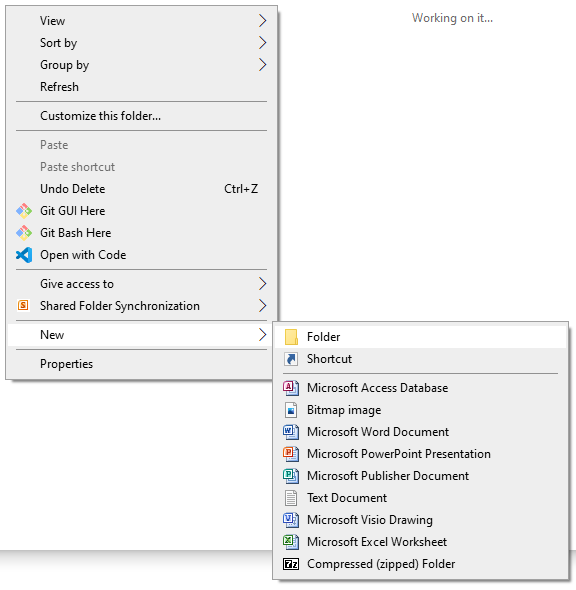 Working on it...
View
Sort by
Group by
Refresh
Customize this folder...
Paste
Paste shortcut
Undo Delete Ctrl+Z
Git GUI Here
Git Bash Here
Open with Code
Give access to
Shared Folder Synchronization
New
Properties
Folder
Shortcut
Microsoft Access Database
Bitmap image
Microsoft Word Document
Microsoft PowerPoint Presentation
Microsoft Publisher Document
Text Document
Microsoft Visio Drawing
Microsoft Excel Worksheet
Compressed (zipped) Folder